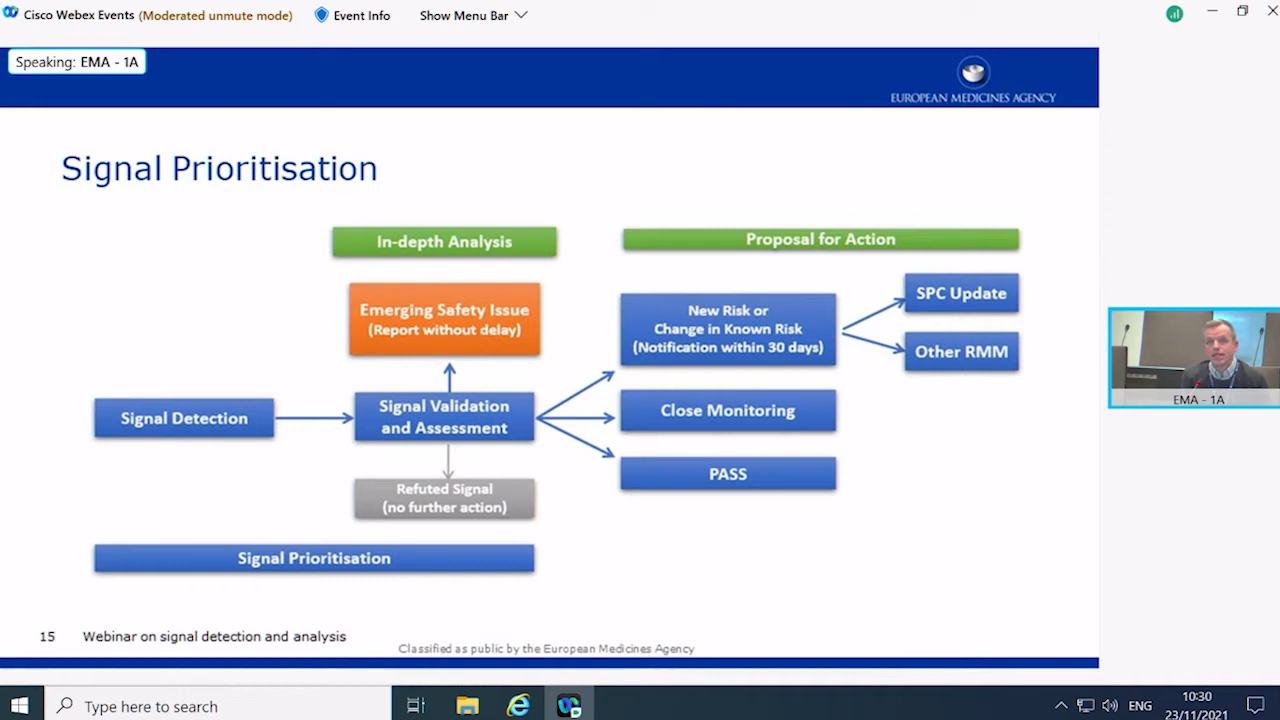 Cisco Webex Events (Moderated unmute mode) Event Info Show Menu Bar
Speaking: EMA - 1A
EUROPEAN MEDICINES AGENCY
Signal Prioritisation
In-depth Analysis
Proposal for Action
Emerging Safety Issue
(Report without delay)
New Risk or
Change in Known Risk
(Notification within 30 days)
SPC Update
Other RMM
Signal Detection
Signal Validation
and Assessment
Close Monitoring
PASS
Refuted Signal
(no further action)
Signal Prioritisation
EMA - 1A
15 Webinar on signal detection and analysis
Classified as public by the European Medicines Agency
Type here to search
ENG
10:30
23/11/2021